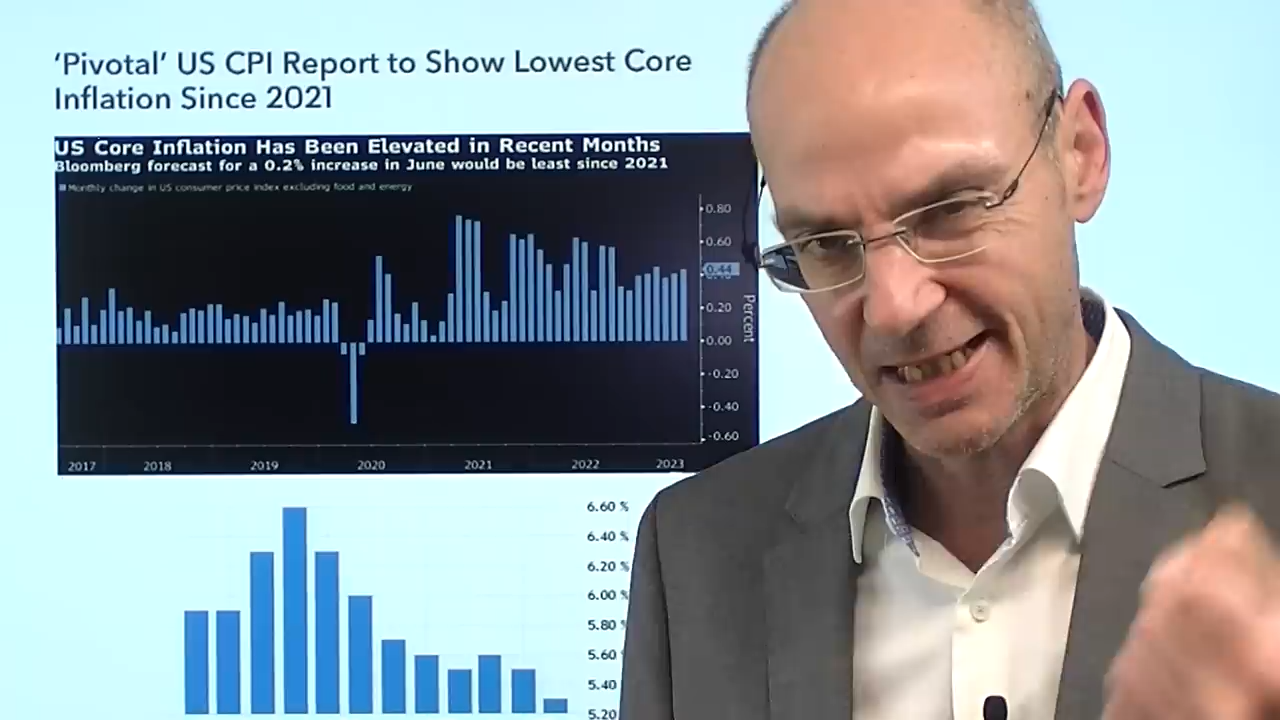 ‘Pivotal’ US CPI Report to Show Lowest Core
Inflation Since 2021
US Core Inflation Has Been Elevated in Recent Months
Bloomberg forecast for a 0.2% increase in June would be least since 2021
Monthly change in US consumer price index excluding food and energy
0.80
0.60
0.44
0.20
0.00
-0.20
-0.40
-0.60
Percent
2017 2018 2019 2020 2021 2022 2023
6.60 %
6.40 %
6.20 %
6.00 %
5.80 %
5.60
5.40
5.20